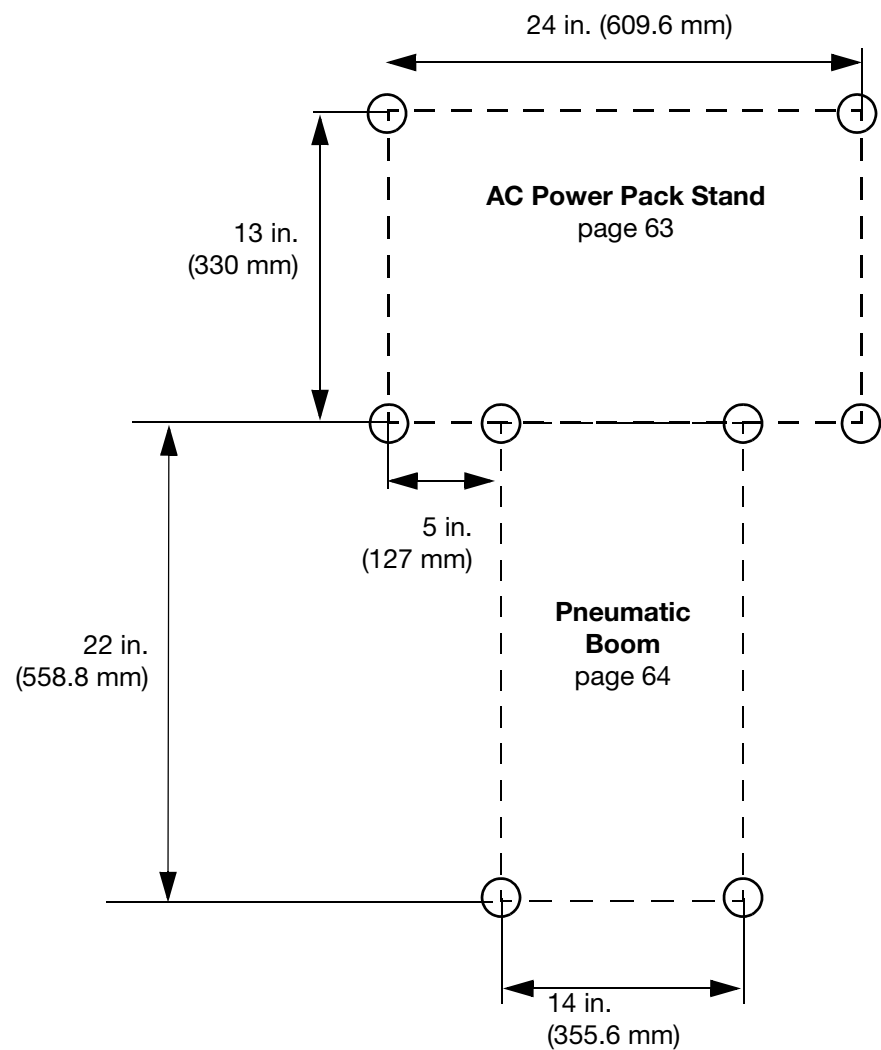 24 in. (609.6 mm)
AC Power Pack Stand
page 63
13 in.
(330 mm)
5 in.
(127 mm)
Pneumatic
Boom
page 64
22 in.
(558.8 mm)
14 in.
(355.6 mm)